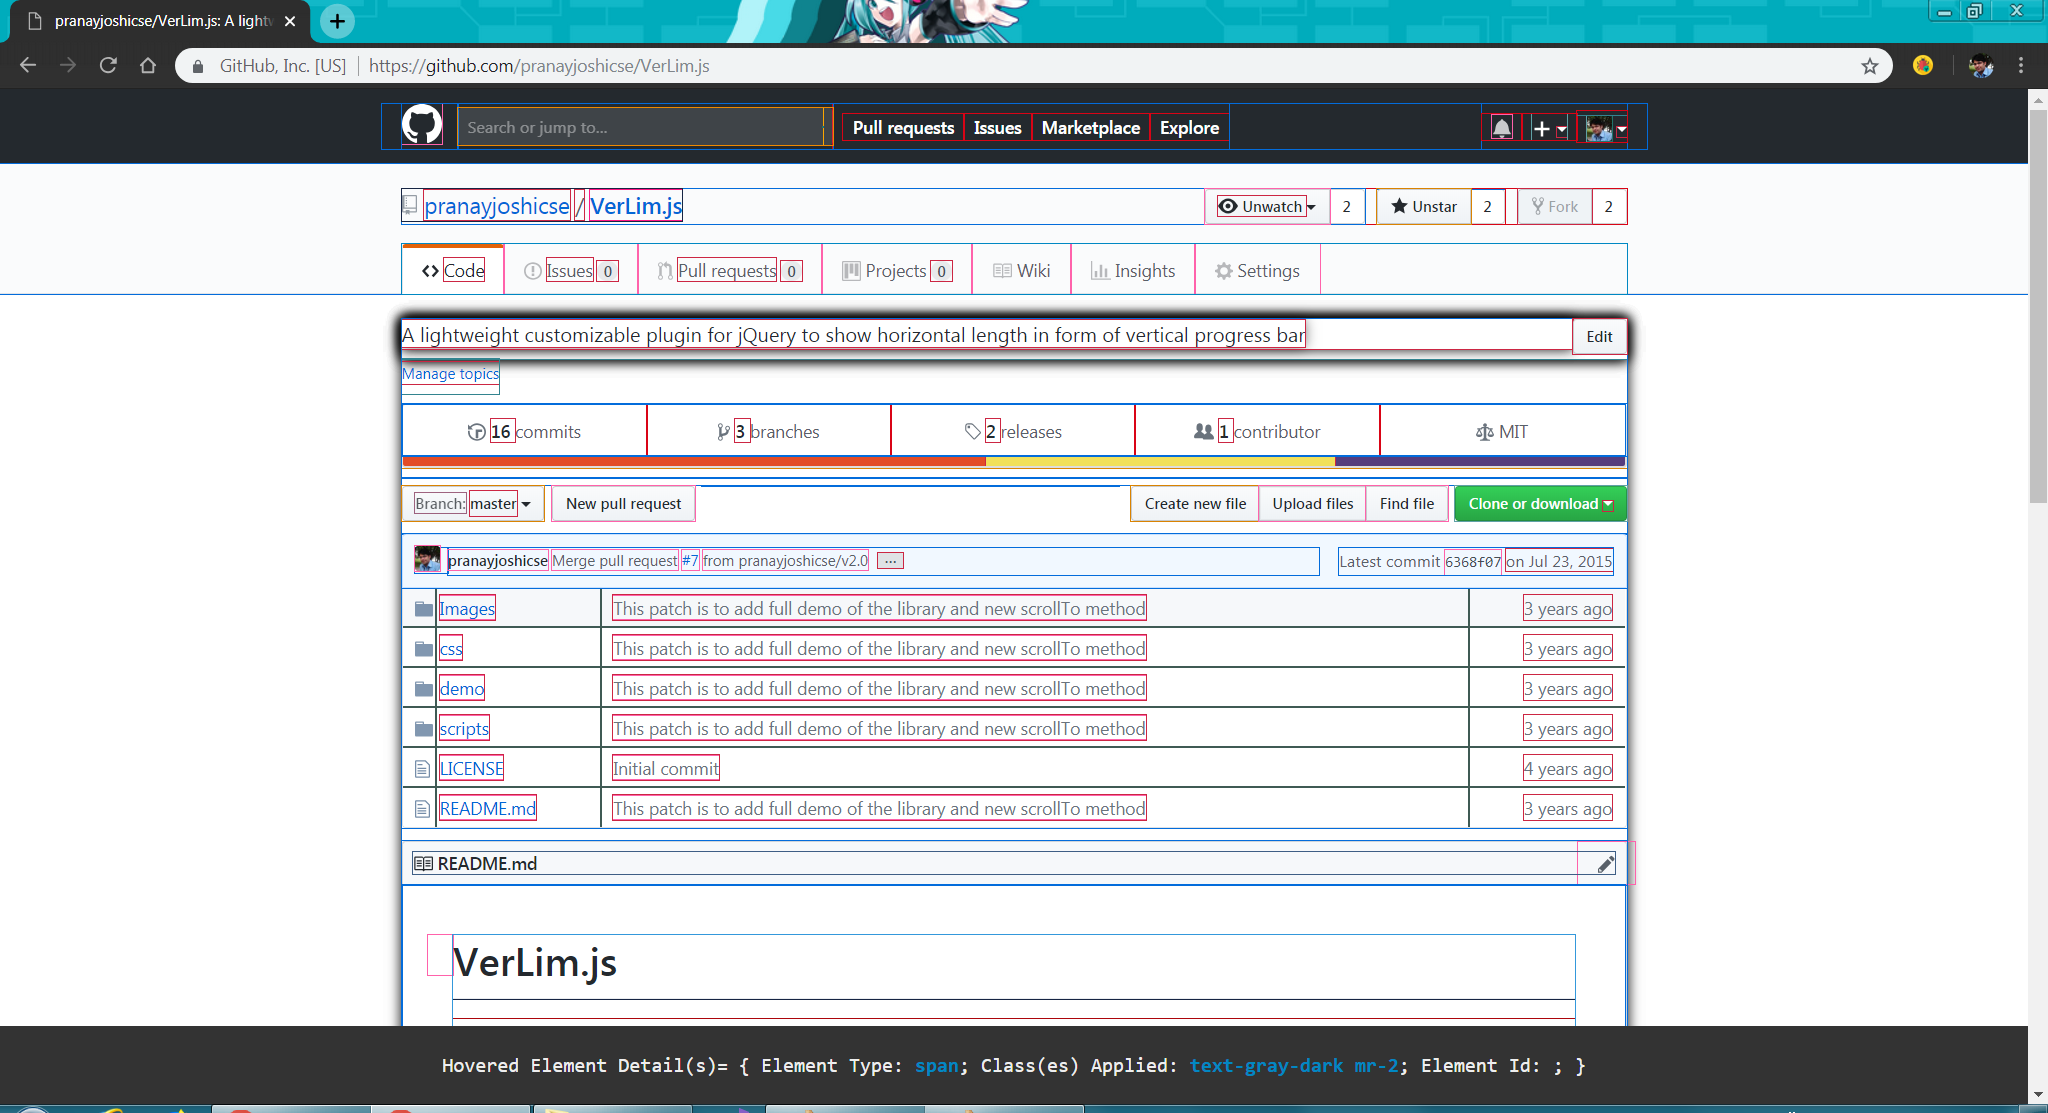 pranayjoshicse/VerLim.js: A light
GitHub, Inc. [US] https://github.com/pranayjoshicse/VerLim.js
Search or jump to... Pull requests Issues Marketplace Explore
pranayjoshicse / VerLim.js Unwatch 2 Unstar 2 Fork 2
Code Issues 0 Pull requests 0 Projects 0 Wiki Insights Settings
A lightweight customizable plugin for jQuery to show horizontal length in form of vertical progress bar Edit
Manage topics
16 commits 3 branches 2 releases 1 contributor MIT
Branch: master New pull request Create new file Upload files Find file Clone or download
pranayjoshicse Merge pull request #7 from pranayjoshicse/v2.0 ... Latest commit 6368f07 on Jul 23, 2015
Images This patch is to add full demo of the library and new scrollTo method 3 years ago
css This patch is to add full demo of the library and new scrollTo method 3 years ago
demo This patch is to add full demo of the library and new scrollTo method 3 years ago
scripts This patch is to add full demo of the library and new scrollTo method 3 years ago
LICENSE Initial commit 4 years ago
README.md This patch is to add full demo of the library and new scrollTo method 3 years ago
README.md
VerLim.js
Hovered Element Detail(s)= { Element Type: span; Class(es) Applied: text-gray-dark mr-2; Element Id: ; }